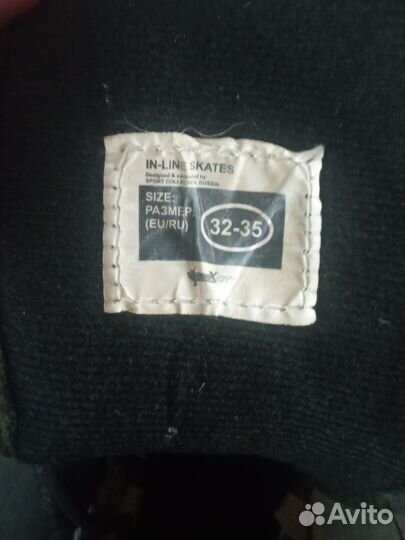 IN-LINE SKATES
Designed & executed by
SPORT COLLECTION, RUSSIA
SIZE:
РАЗМЕР:
(EU/RU)
32-35
Avito